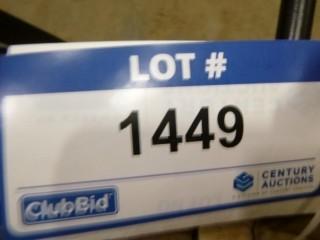 LOT #
1449
ClubBid
CENTURY
AUCTIONS